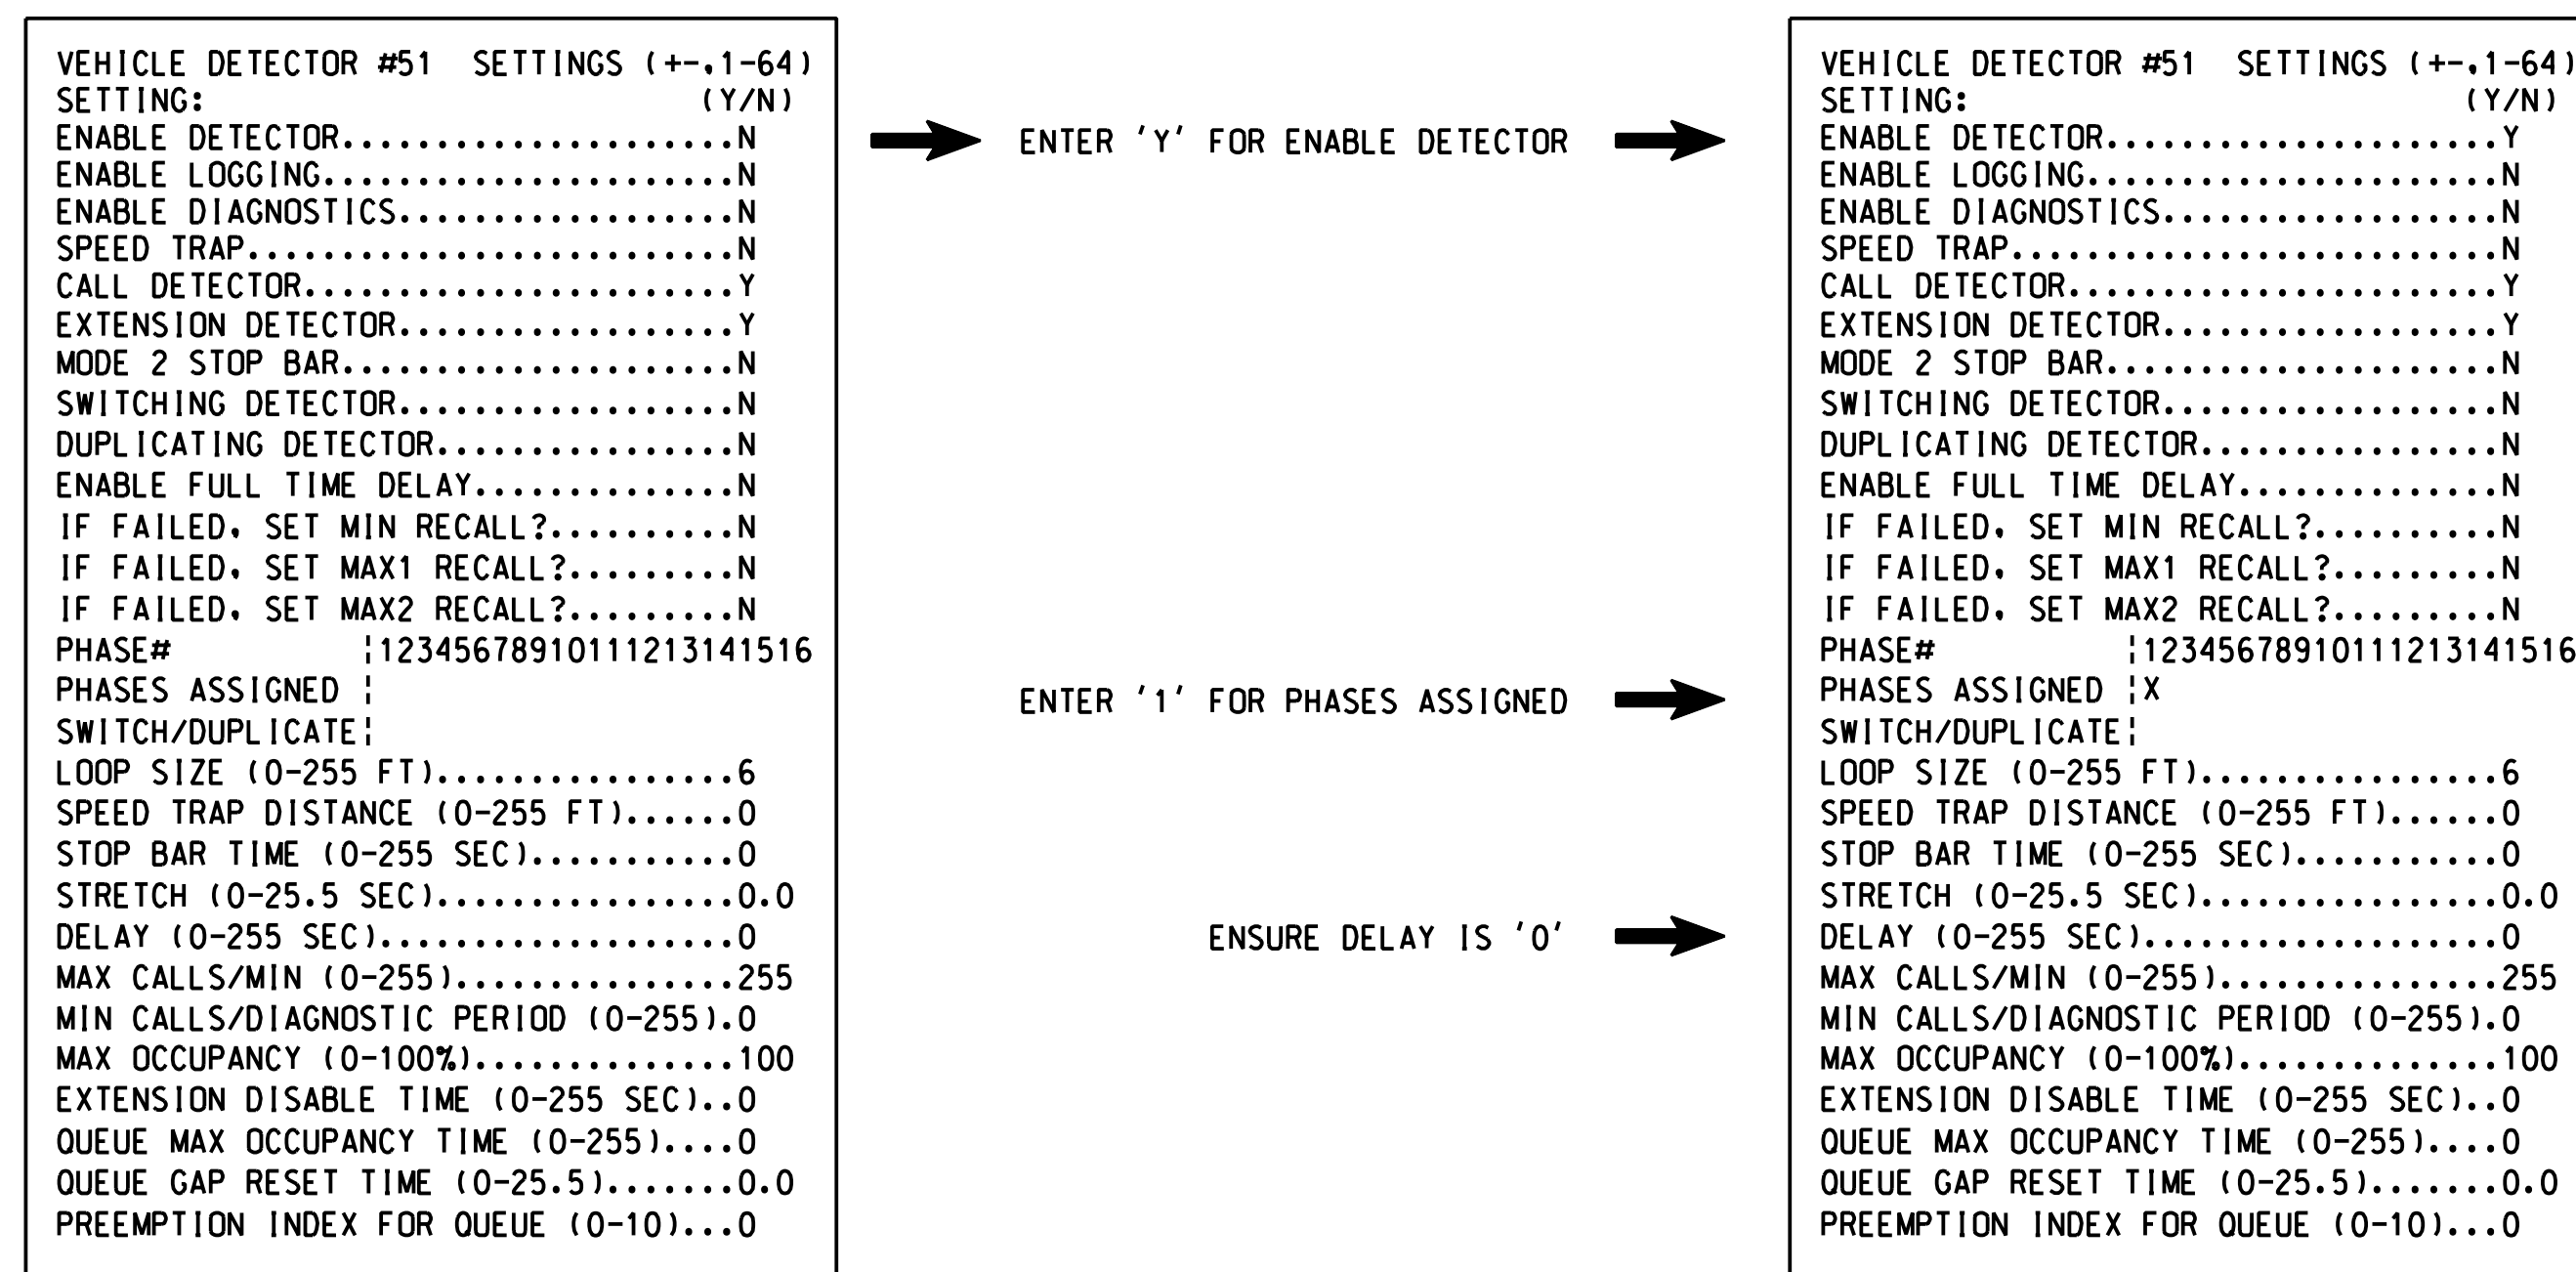 VEHICLE DETECTOR #51  SETTINGS (+-,1-64)
SETTING:                          (Y/N)
ENABLE DETECTOR.....................N
ENABLE LOGGING......................N
ENABLE DIAGNOSTICS..................N
SPEED TRAP..........................N
CALL DETECTOR.......................Y
EXTENSION DETECTOR..................Y
MODE 2 STOP BAR.....................N
SWITCHING DETECTOR..................N
DUPLICATING DETECTOR................N
ENABLE FULL TIME DELAY..............N
IF FAILED, SET MIN RECALL?..........N
IF FAILED, SET MAX1 RECALL?.........N
IF FAILED, SET MAX2 RECALL?.........N
PHASE#          ¦12345678910111213141516
PHASES ASSIGNED ¦
SWITCH/DUPLICATE¦
LOOP SIZE (0-255 FT)................6
SPEED TRAP DISTANCE (0-255 FT)......0
STOP BAR TIME (0-255 SEC)...........0
STRETCH (0-25.5 SEC)................0.0
DELAY (0-255 SEC)...................0
MAX CALLS/MIN (0-255)...............255
MIN CALLS/DIAGNOSTIC PERIOD (0-255).0
MAX OCCUPANCY (0-100%)..............100
EXTENSION DISABLE TIME (0-255 SEC)..0
QUEUE MAX OCCUPANCY TIME (0-255)....0
QUEUE GAP RESET TIME (0-25.5).......0.0
PREEMPTION INDEX FOR QUEUE (0-10)...0
ENTER 'Y' FOR ENABLE DETECTOR
ENTER '1' FOR PHASES ASSIGNED
ENSURE DELAY IS '0'
VEHICLE DETECTOR #51  SETTINGS (+-,1-64)
SETTING:                          (Y/N)
ENABLE DETECTOR.....................Y
ENABLE LOGGING......................N
ENABLE DIAGNOSTICS..................N
SPEED TRAP..........................N
CALL DETECTOR.......................Y
EXTENSION DETECTOR..................Y
MODE 2 STOP BAR.....................N
SWITCHING DETECTOR..................N
DUPLICATING DETECTOR................N
ENABLE FULL TIME DELAY..............N
IF FAILED, SET MIN RECALL?..........N
IF FAILED, SET MAX1 RECALL?.........N
IF FAILED, SET MAX2 RECALL?.........N
PHASE#          ¦12345678910111213141516
PHASES ASSIGNED ¦X
SWITCH/DUPLICATE¦
LOOP SIZE (0-255 FT)................6
SPEED TRAP DISTANCE (0-255 FT)......0
STOP BAR TIME (0-255 SEC)...........0
STRETCH (0-25.5 SEC)................0.0
DELAY (0-255 SEC)...................0
MAX CALLS/MIN (0-255)...............255
MIN CALLS/DIAGNOSTIC PERIOD (0-255).0
MAX OCCUPANCY (0-100%)..............100
EXTENSION DISABLE TIME (0-255 SEC)..0
QUEUE MAX OCCUPANCY TIME (0-255)....0
QUEUE GAP RESET TIME (0-25.5).......0.0
PREEMPTION INDEX FOR QUEUE (0-10)...0